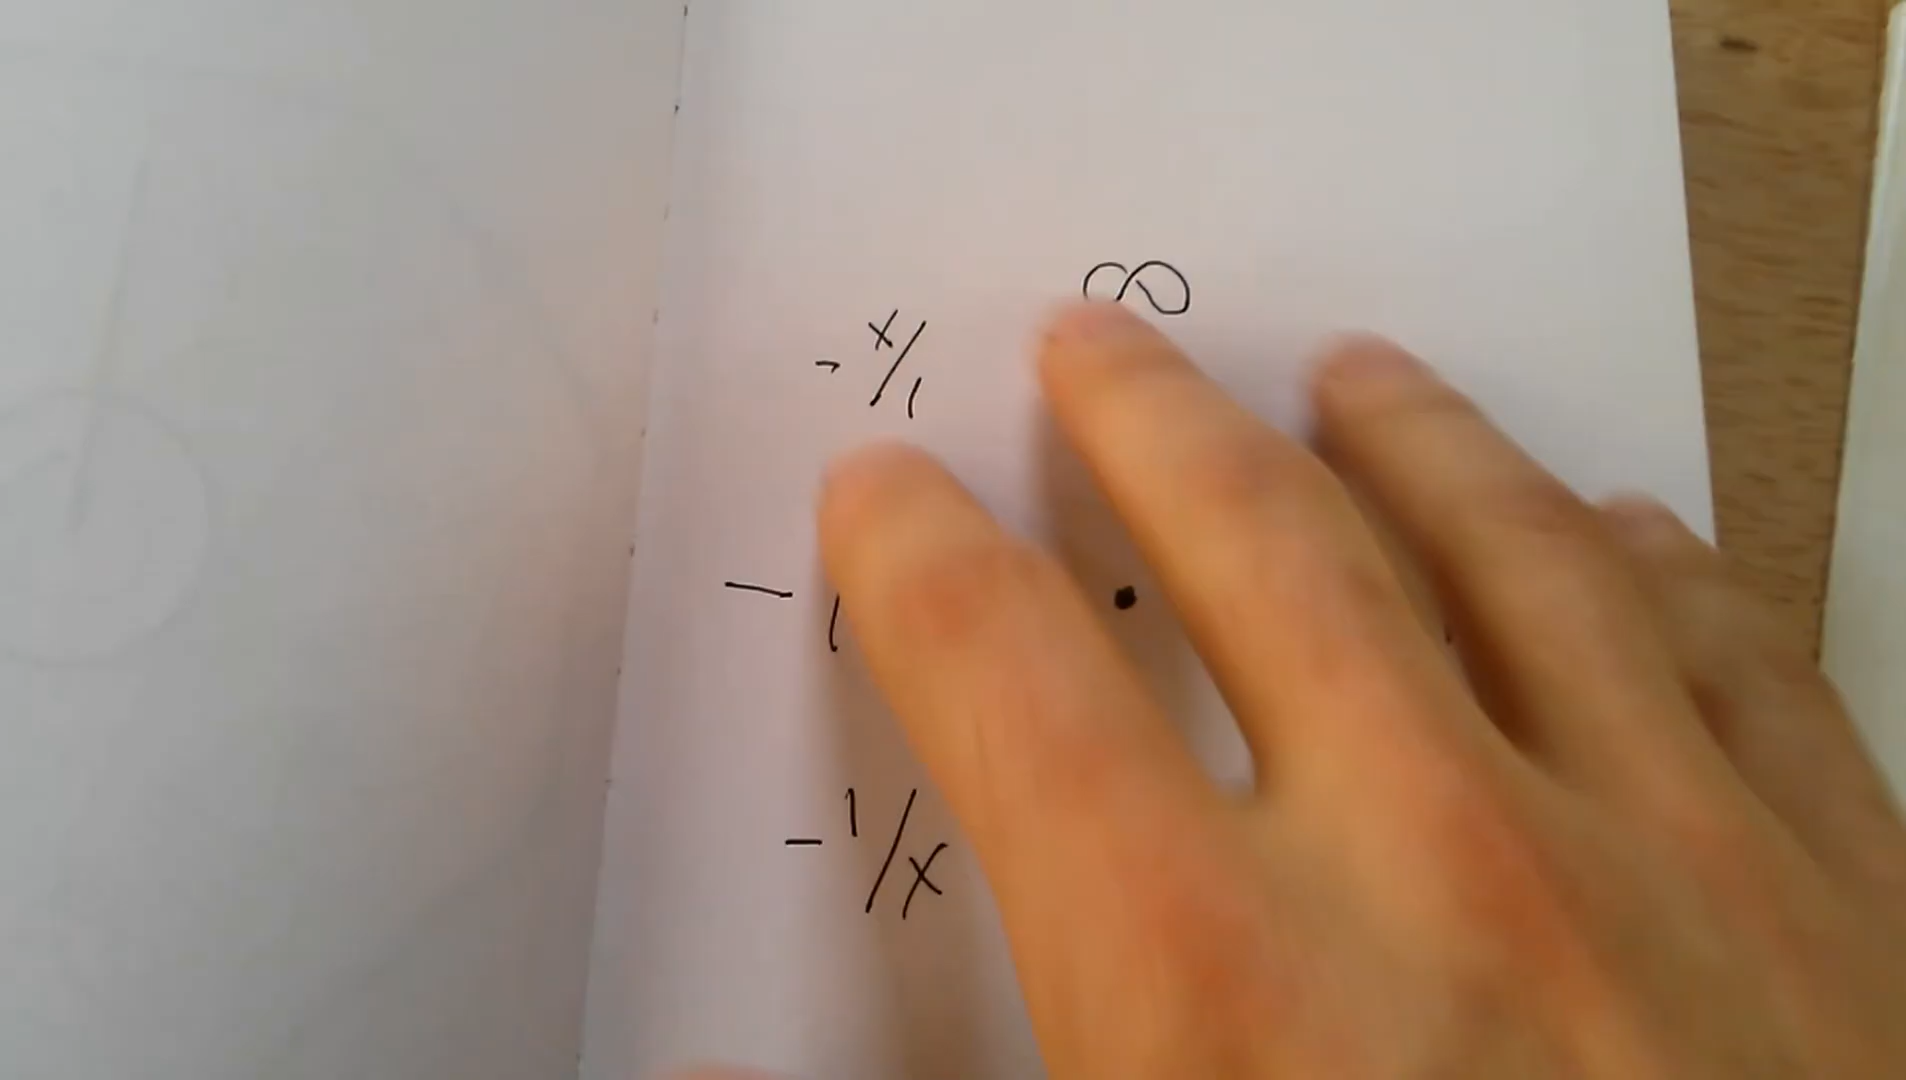 ∞
- x/1
- 1
- 1/x